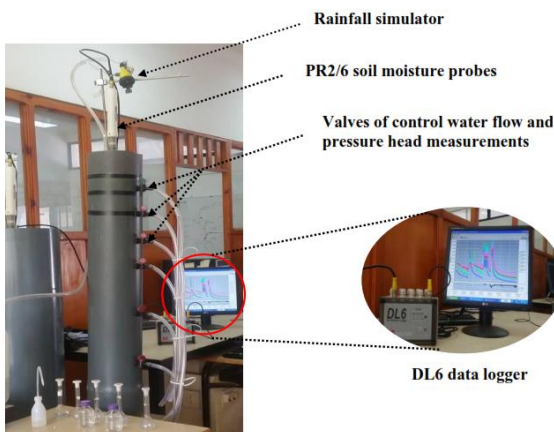 Rainfall simulator
PR2/6 soil moisture probes
Valves of control water flow and
pressure head measurements
DL6
DL6 data logger